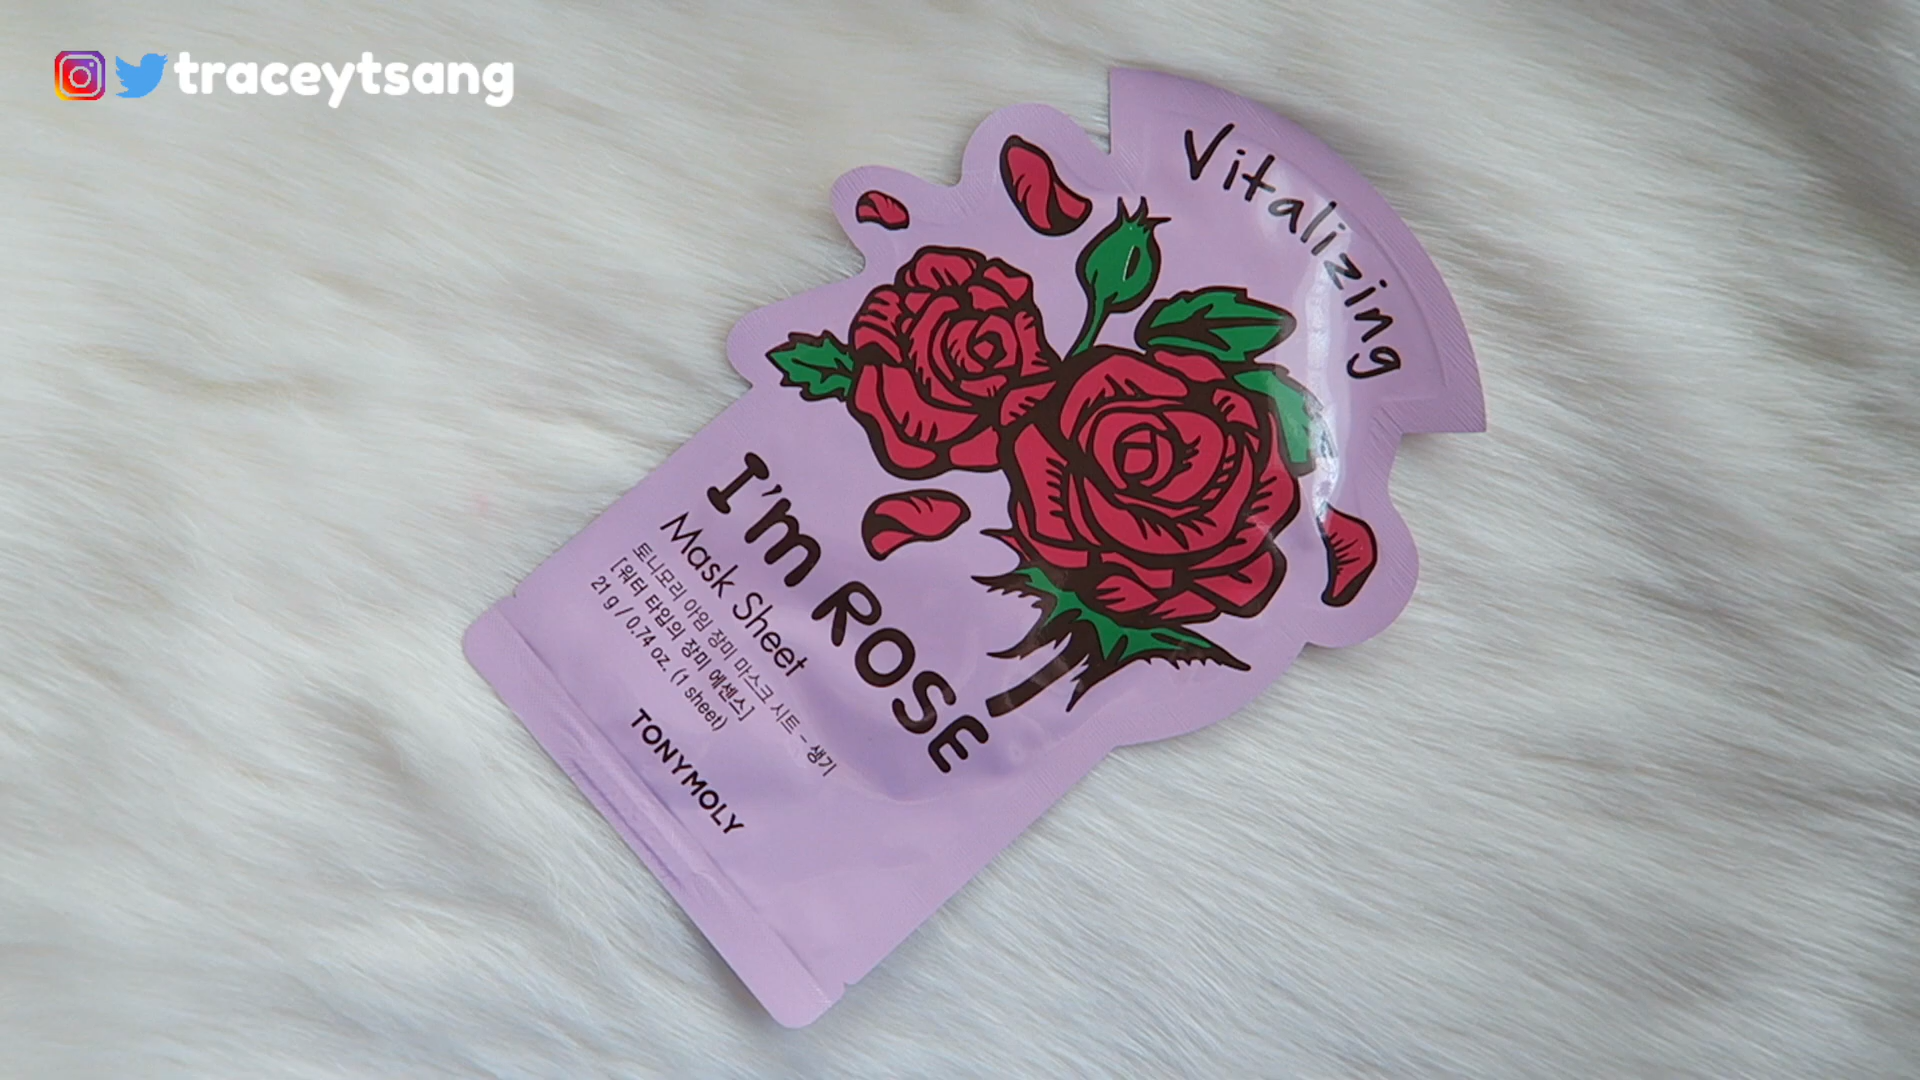 traceytsang
Vitalizing
I'm ROSE
Mask Sheet
토니모리 아임 장미 마스크 시트 - 생기
[워터 타입의 장미 에센스]
21 g / 0.74 oz. (1 sheet)
TONYMOLY